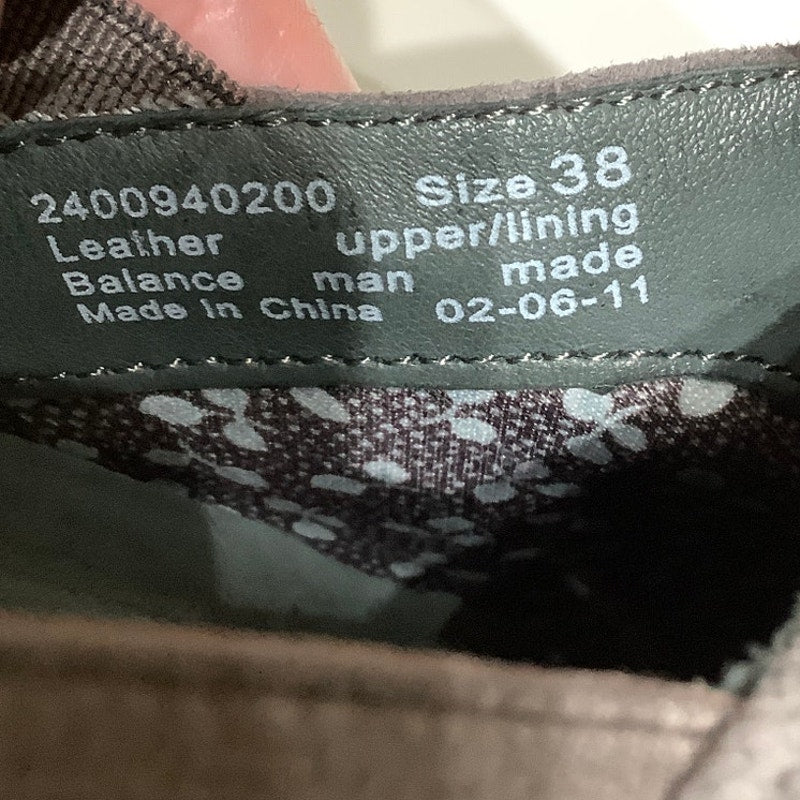 2400940200 Size 38
Leather upper/lining
Balance man made
Made in China 02-06-11